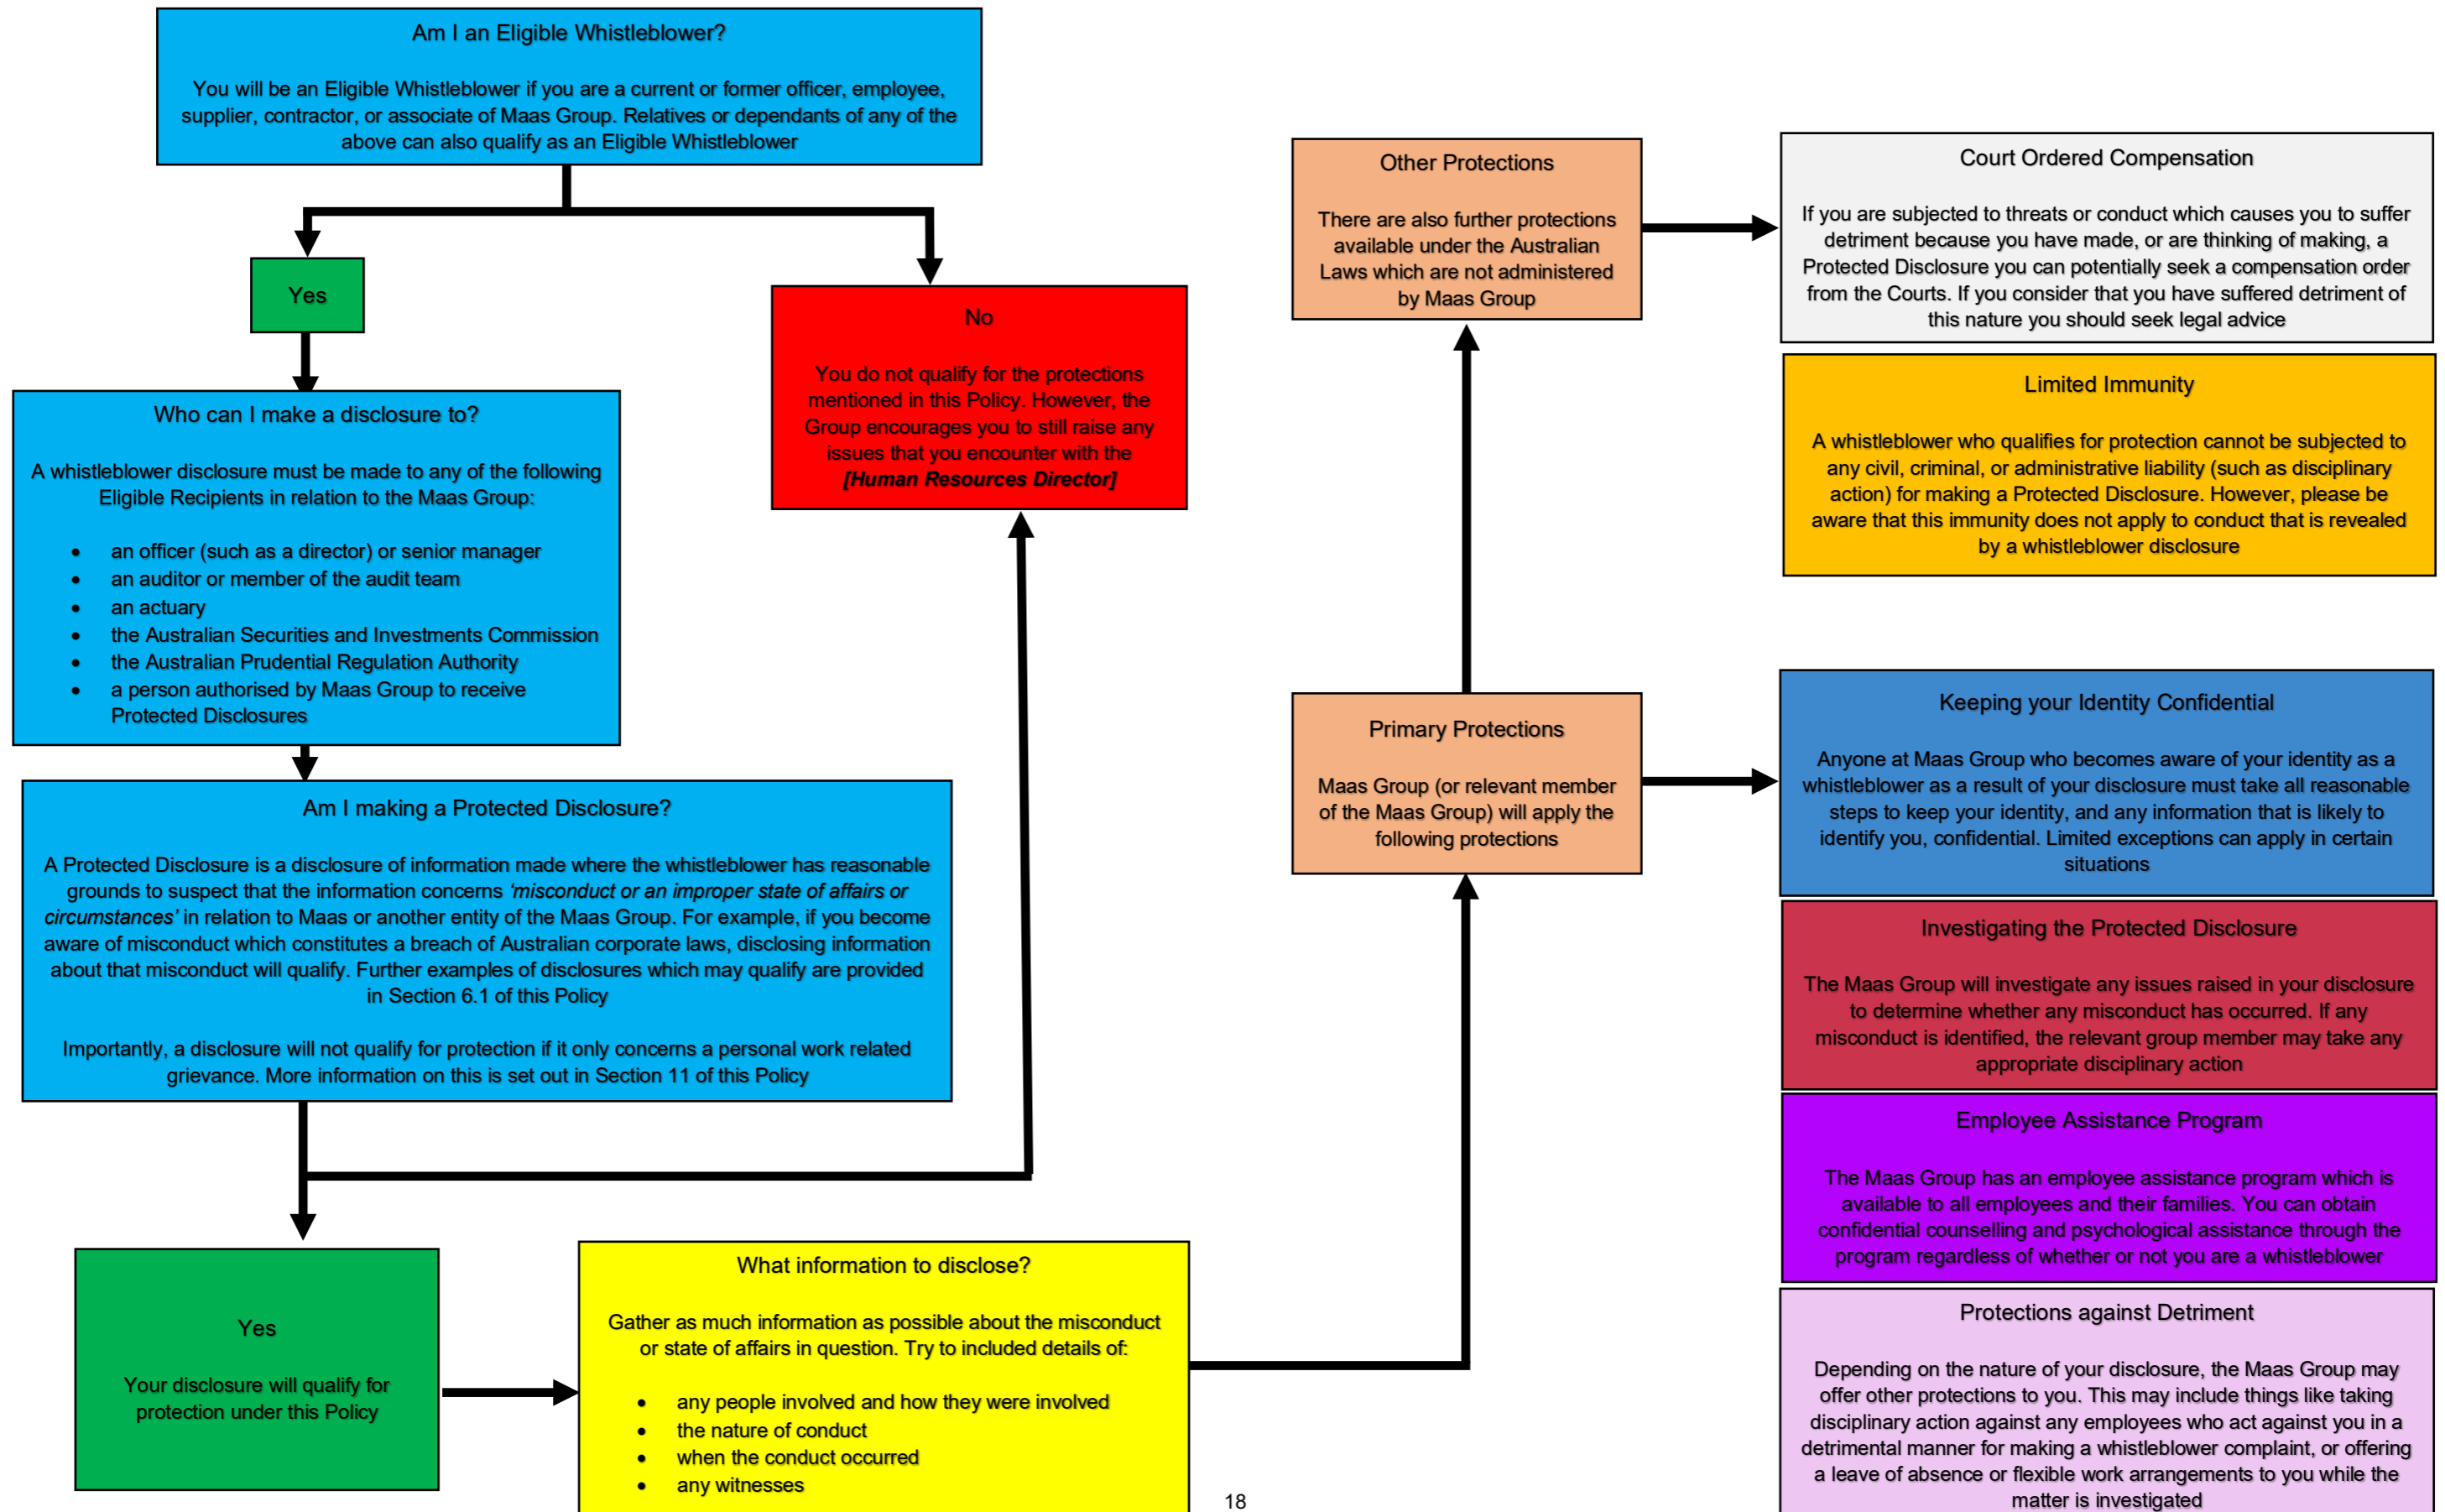 Am I an Eligible Whistleblower?
You will be an Eligible Whistleblower if you are a current or former officer, employee,
supplier, contractor, or associate of Maas Group. Relatives or dependants of any of the
above can also qualify as an Eligible Whistleblower
Yes
No
You do not qualify for the protections
mentioned in this Policy. However, the
Group encourages you to still raise any
issues that you encounter with the
[Human Resources Director]
Who can I make a disclosure to?
A whistleblower disclosure must be made to any of the following
Eligible Recipients in relation to the Maas Group:
• an officer (such as a director) or senior manager
• an auditor or member of the audit team
• an actuary
• the Australian Securities and Investments Commission
• the Australian Prudential Regulation Authority
• a person authorised by Maas Group to receive
Protected Disclosures
Am I making a Protected Disclosure?
A Protected Disclosure is a disclosure of information made where the whistleblower has reasonable
grounds to suspect that the information concerns ‘misconduct or an improper state of affairs or
circumstances’ in relation to Maas or another entity of the Maas Group. For example, if you become
aware of misconduct which constitutes a breach of Australian corporate laws, disclosing information
about that misconduct will qualify. Further examples of disclosures which may qualify are provided
in Section 6.1 of this Policy
Importantly, a disclosure will not qualify for protection if it only concerns a personal work related
grievance. More information on this is set out in Section 11 of this Policy
Yes
Your disclosure will qualify for
protection under this Policy
What information to disclose?
Gather as much information as possible about the misconduct
or state of affairs in question. Try to included details of:
• any people involved and how they were involved
• the nature of conduct
• when the conduct occurred
• any witnesses
Other Protections
There are also further protections
available under the Australian
Laws which are not administered
by Maas Group
Primary Protections
Maas Group (or relevant member
of the Maas Group) will apply the
following protections
Court Ordered Compensation
If you are subjected to threats or conduct which causes you to suffer
detriment because you have made, or are thinking of making, a
Protected Disclosure you can potentially seek a compensation order
from the Courts. If you consider that you have suffered detriment of
this nature you should seek legal advice
Limited Immunity
A whistleblower who qualifies for protection cannot be subjected to
any civil, criminal, or administrative liability (such as disciplinary
action) for making a Protected Disclosure. However, please be
aware that this immunity does not apply to conduct that is revealed
by a whistleblower disclosure
Keeping your Identity Confidential
Anyone at Maas Group who becomes aware of your identity as a
whistleblower as a result of your disclosure must take all reasonable
steps to keep your identity, and any information that is likely to
identify you, confidential. Limited exceptions can apply in certain
situations
Investigating the Protected Disclosure
The Maas Group will investigate any issues raised in your disclosure
to determine whether any misconduct has occurred. If any
misconduct is identified, the relevant group member may take any
appropriate disciplinary action
Employee Assistance Program
The Maas Group has an employee assistance program which is
available to all employees and their families. You can obtain
confidential counselling and psychological assistance through the
program regardless of whether or not you are a whistleblower
Protections against Detriment
Depending on the nature of your disclosure, the Maas Group may
offer other protections to you. This may include things like taking
disciplinary action against any employees who act against you in a
detrimental manner for making a whistleblower complaint, or offering
a leave of absence or flexible work arrangements to you while the
matter is investigated
18